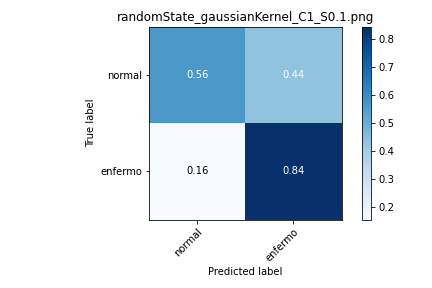 randomState_gaussianKernel_C1_S0.1.png
True label
normal
0.56
0.44
enfermo
0.16
0.84
normal
enfermo
Predicted label
0.8
0.7
0.6
0.5
0.4
0.3
0.2